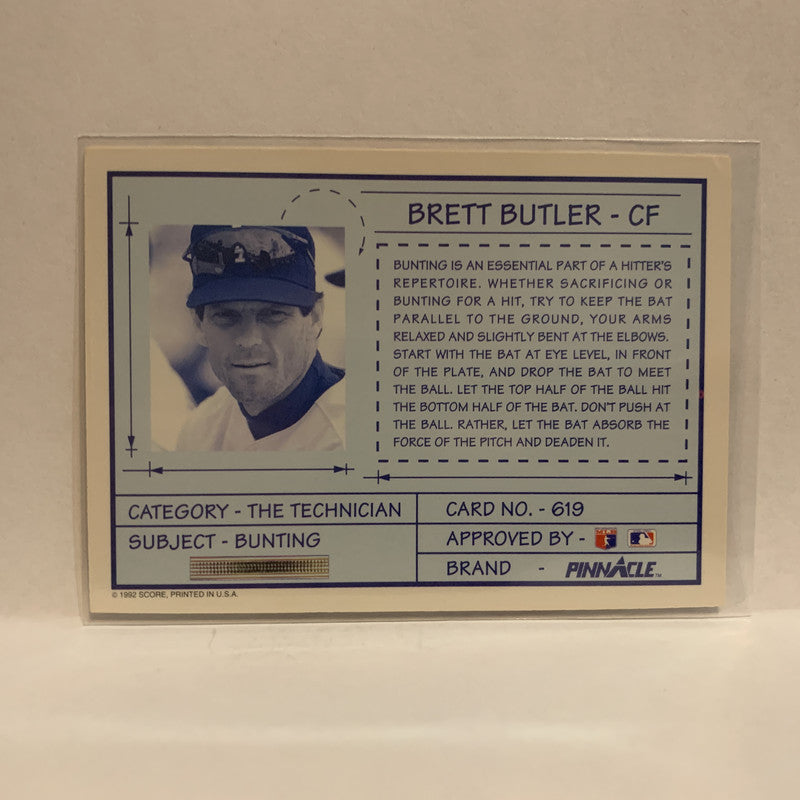 BRETT BUTLER - CF
BUNTING IS AN ESSENTIAL PART OF A HITTER'S
REPERTOIRE. WHETHER SACRIFICING OR
BUNTING FOR A HIT, TRY TO KEEP THE BAT
PARALLEL TO THE GROUND, YOUR ARMS
RELAXED AND SLIGHTLY BENT AT THE ELBOWS.
START WITH THE BAT AT EYE LEVEL, IN FRONT
OF THE PLATE, AND DROP THE BAT TO MEET
THE BALL. LET THE TOP HALF OF THE BALL HIT
THE BOTTOM HALF OF THE BAT. DON'T PUSH AT
THE BALL. RATHER, LET THE BAT ABSORB THE
FORCE OF THE PITCH AND DEADEN IT.
CATEGORY - THE TECHNICIAN
SUBJECT - BUNTING
CARD NO. - 619
APPROVED BY -
BRAND - PINNACLE™
© 1992 SCORE, PRINTED IN U.S.A.